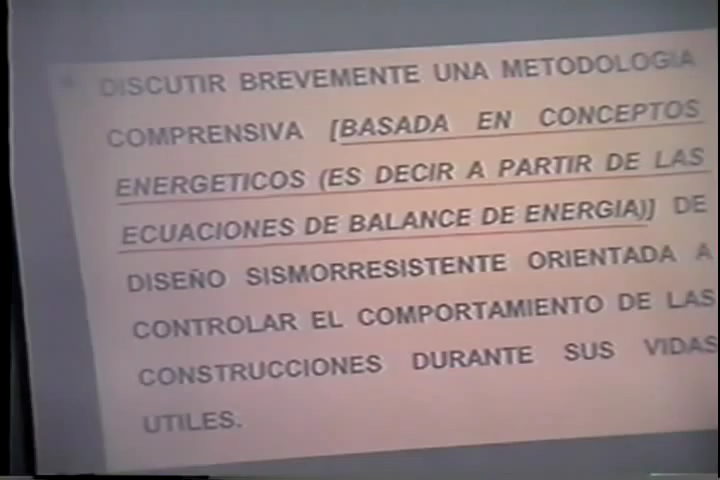 DISCUTIR BREVEMENTE UNA METODOLOGIA
COMPRENSIVA [BASADA EN CONCEPTOS
ENERGETICOS (ES DECIR A PARTIR DE LAS
ECUACIONES DE BALANCE DE ENERGIA)] DE
DISEÑO SISMORRESISTENTE ORIENTADA A
CONTROLAR EL COMPORTAMIENTO DE LAS
CONSTRUCCIONES DURANTE SUS VIDAS
UTILES.